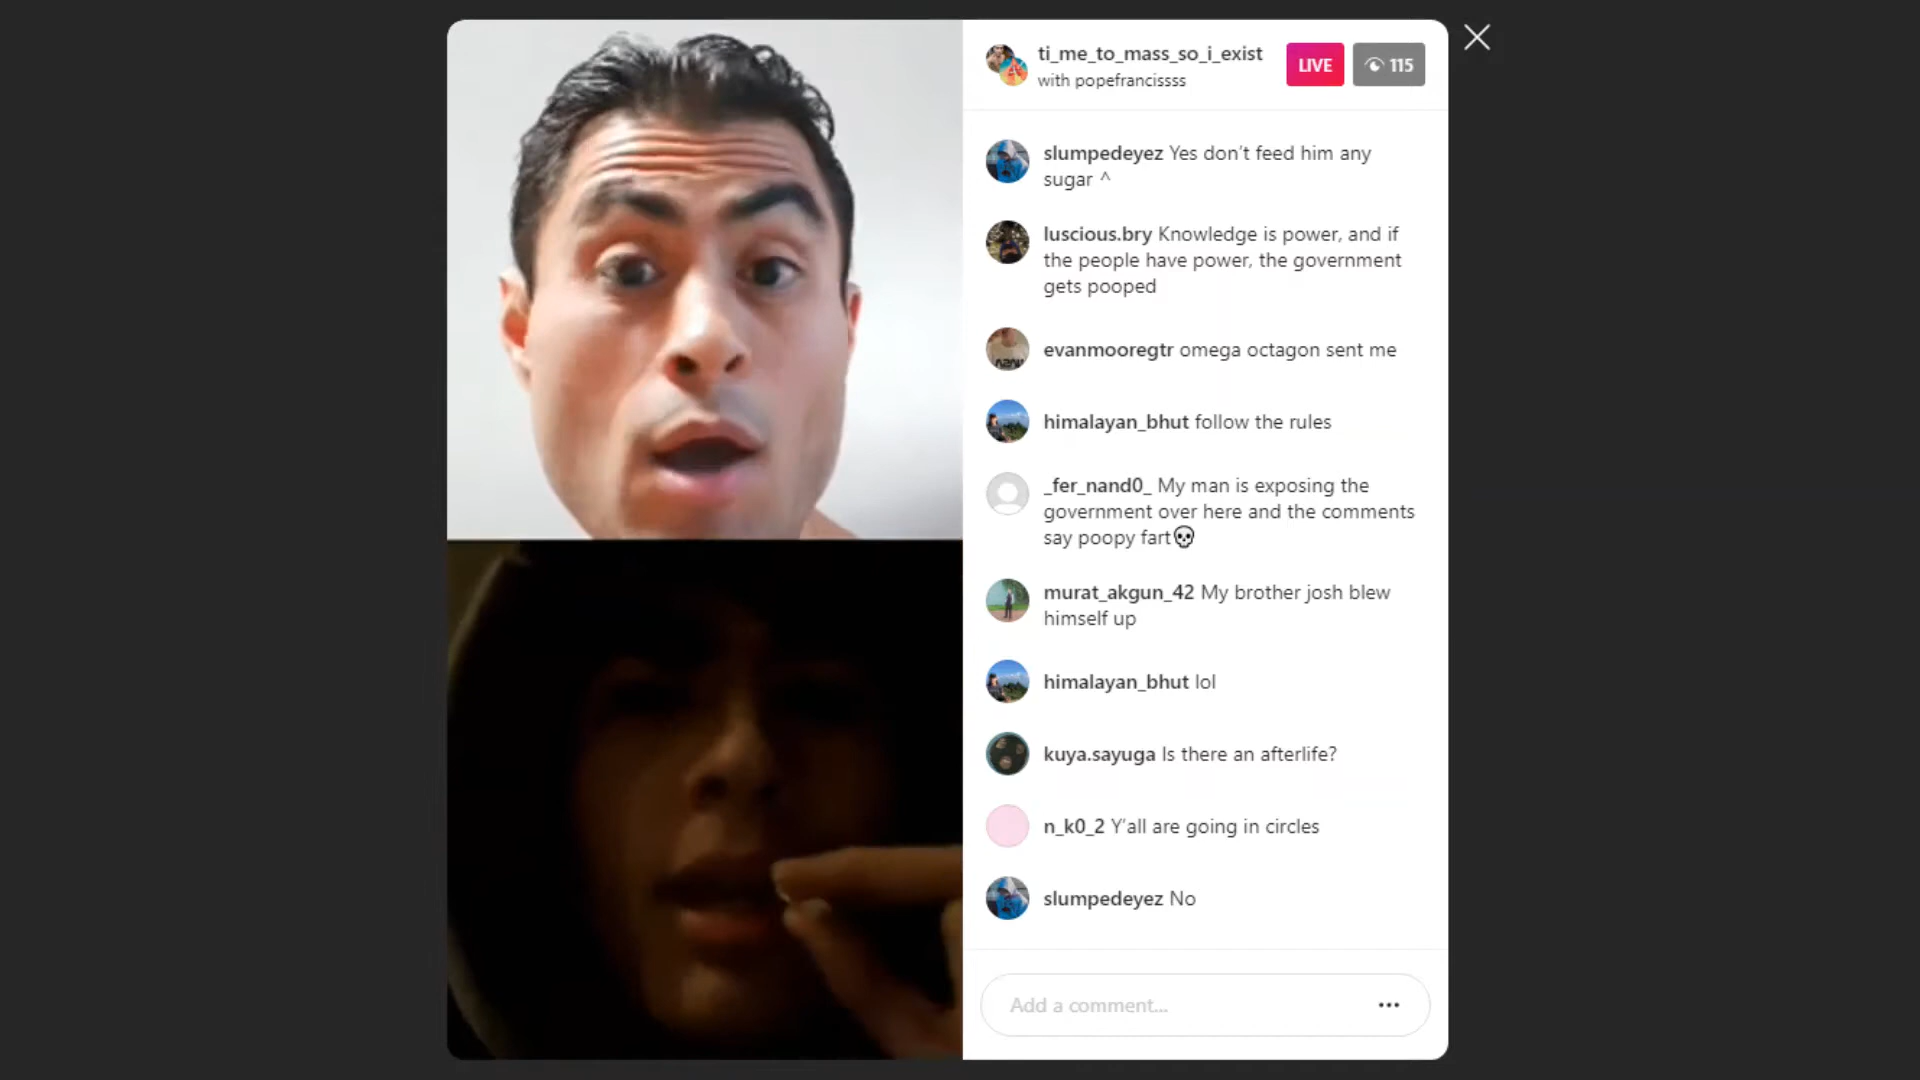 ti_me_to_mass_so_i_exist
with popefrancissss
LIVE
115
slumpedeyez Yes don't feed him any
sugar ^
luscious.bry Knowledge is power, and if
the people have power, the government
gets pooped
evanmooregtr omega octagon sent me
himalayan_bhut follow the rules
_fer_nand0_ My man is exposing the
government over here and the comments
say poopy fart💀
murat_akgun_42 My brother josh blew
himself up
himalayan_bhut lol
kuya.sayuga Is there an afterlife?
n_k0_2 Y'all are going in circles
slumpedeyez No
Add a comment...